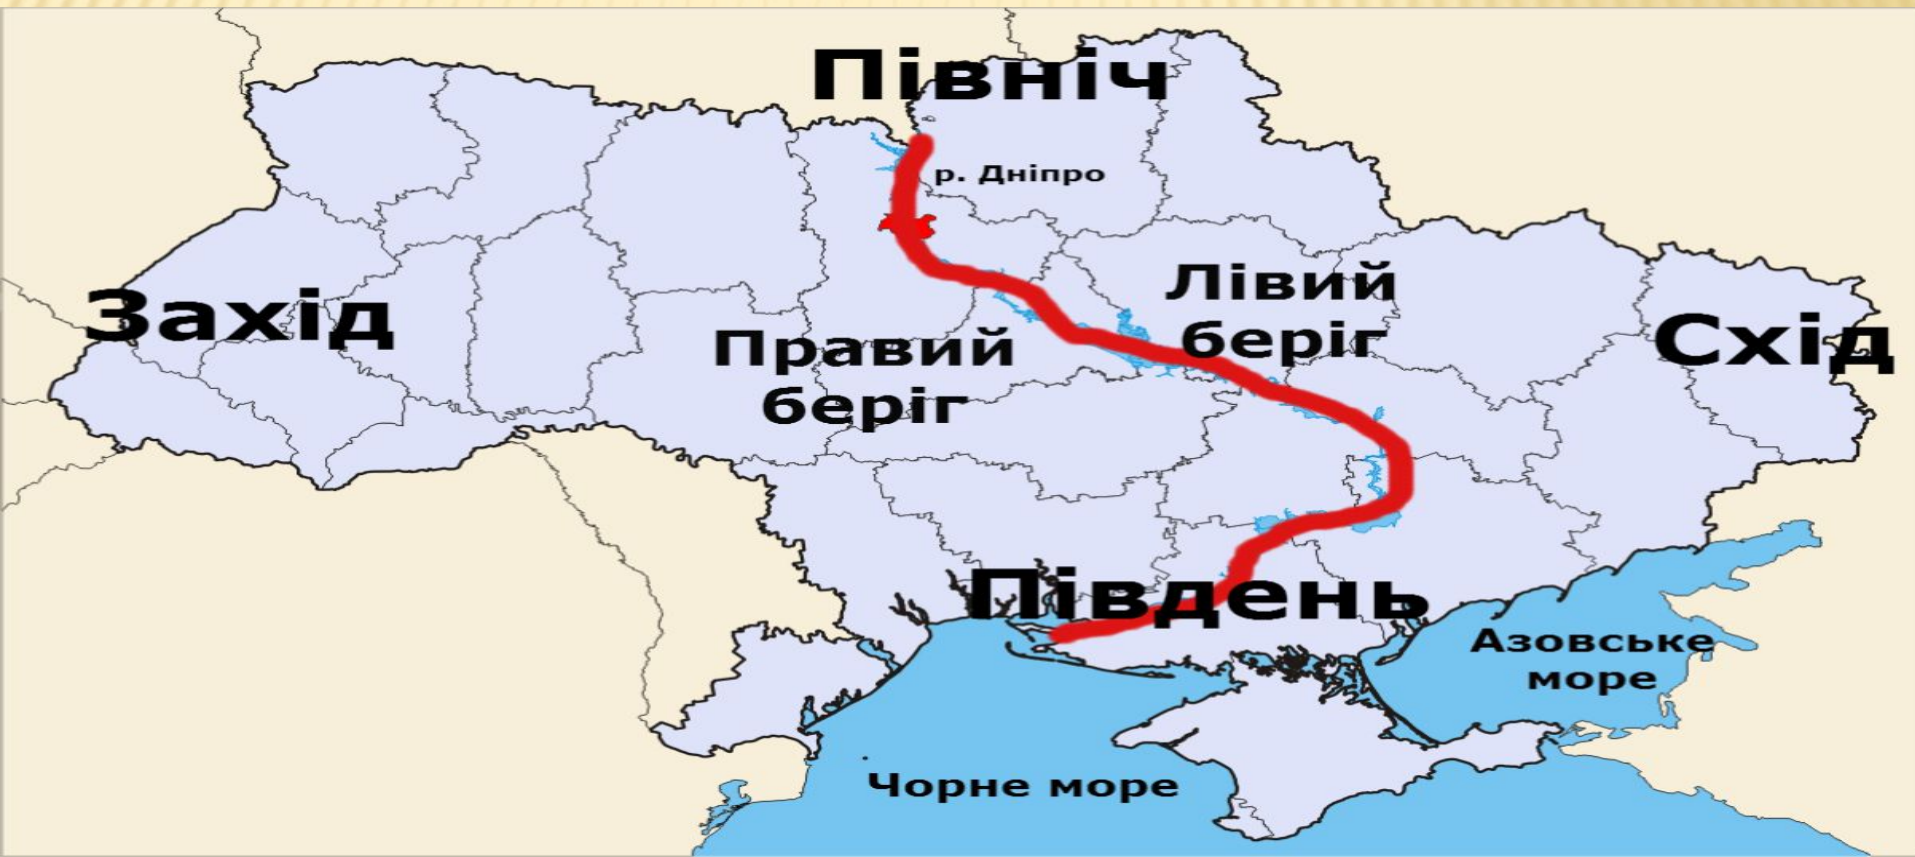 Північ
р. Дніпро
Захід
Правий
беріг
Лівий
беріг
Схід
Південь
Азовське
море
Чорне море